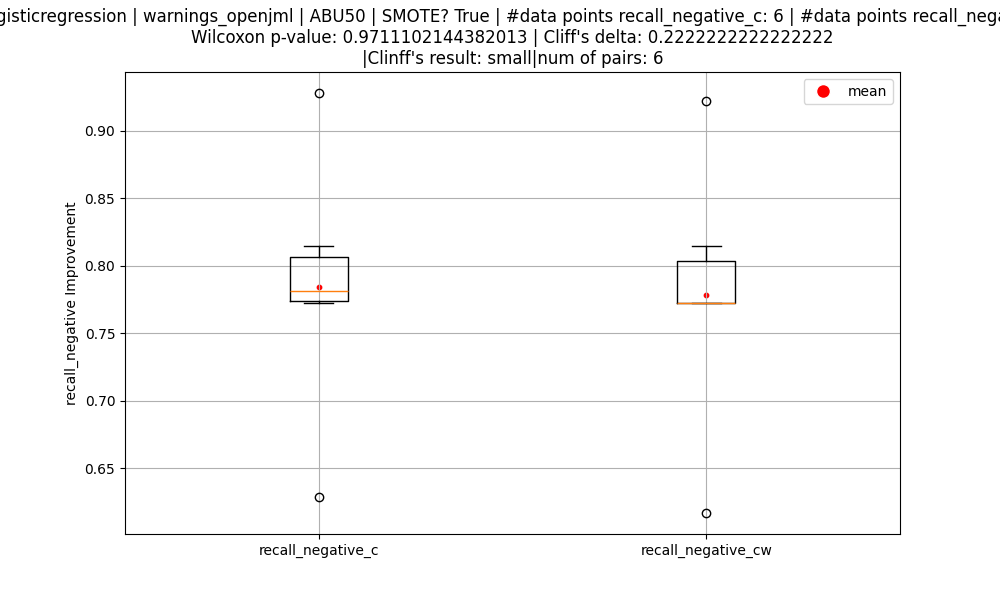 | warnings_openjml | ABU50 | SMOTE? True | #data points recall_negative_c: 6 | #data points
Wilcoxon p-value: 0.9711102144382013 | Cliff's delta: 0.2222222222222222
|Clinff's result: small|num of pairs: 6
mean
0.90
0.85
0.80
0.75
0.70
0.65
recall_negative Improvement
recall_negative_c
recall_negative_cw